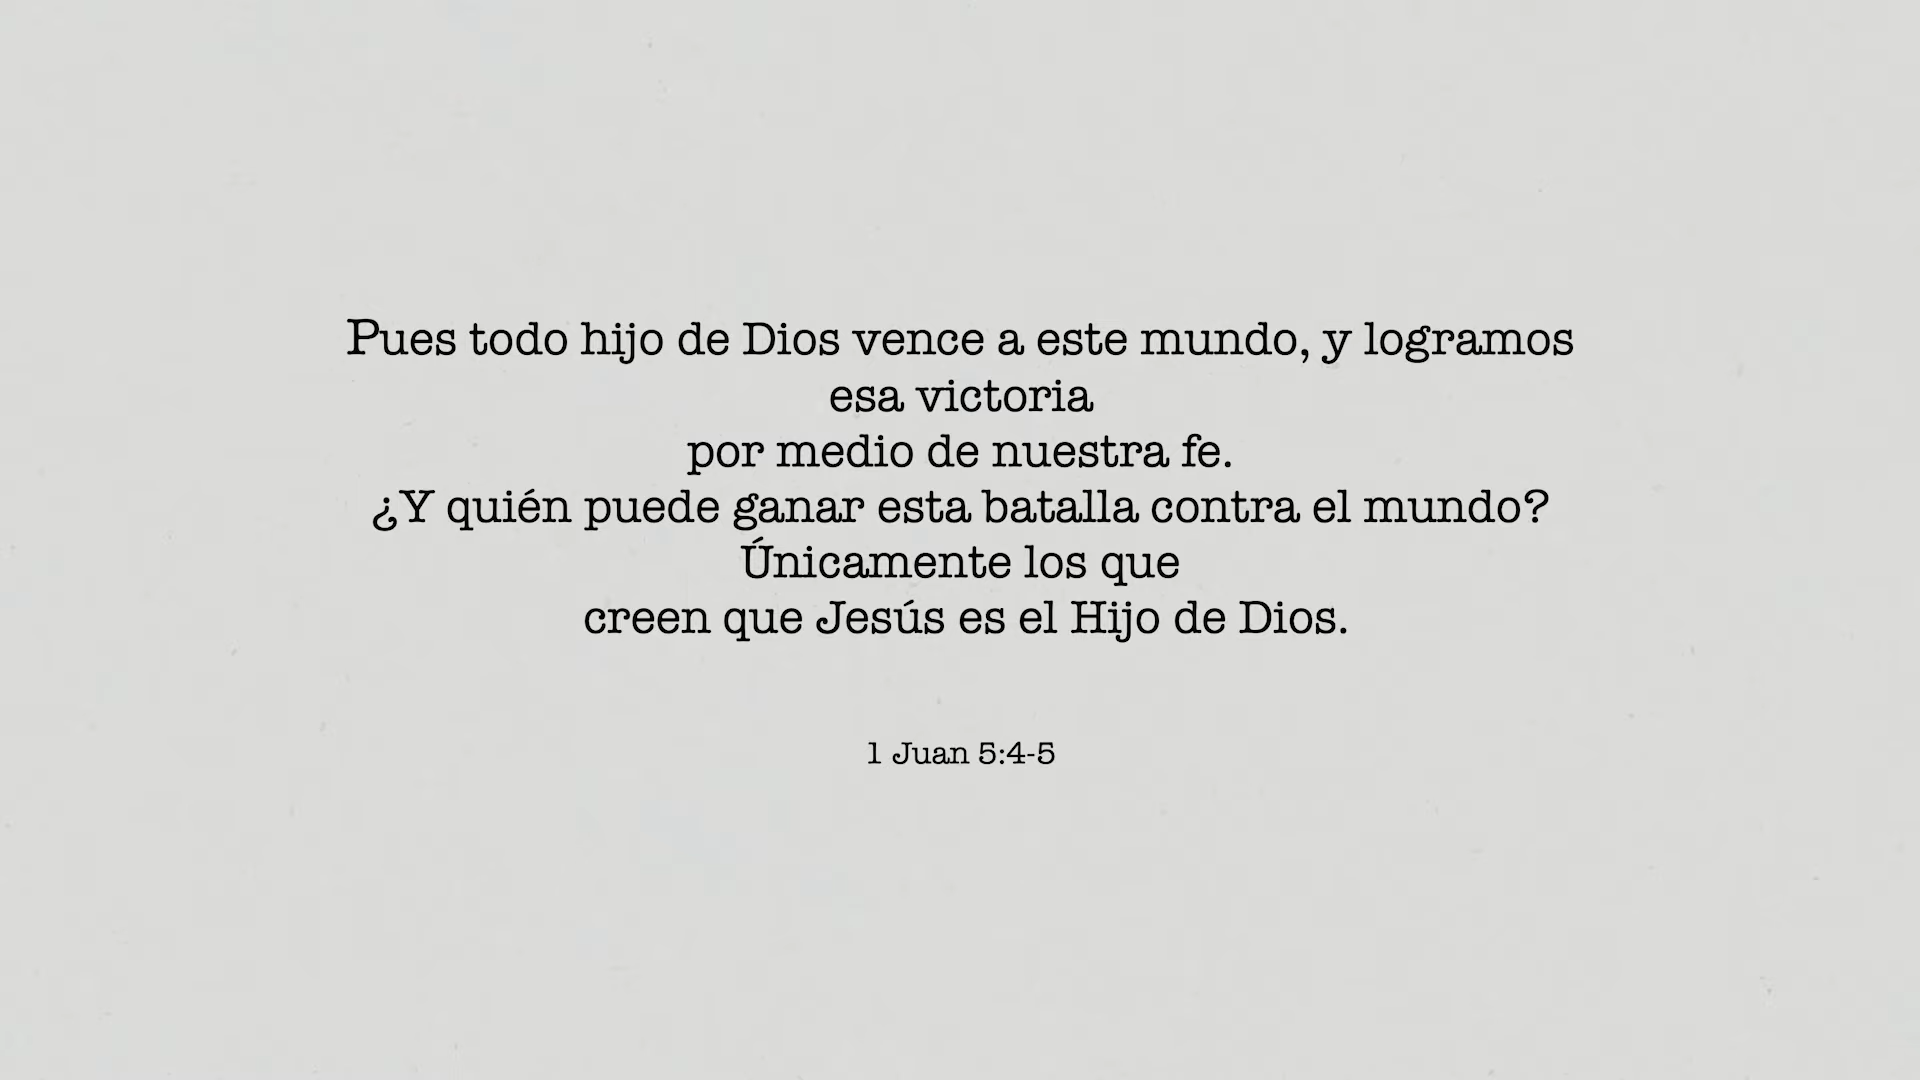 Pues todo hijo de Dios vence a este mundo, y logramos
esa victoria
por medio de nuestra fe.
¿Y quién puede ganar esta batalla contra el mundo?
Únicamente los que
creen que Jesús es el Hijo de Dios.
1 Juan 5:4-5